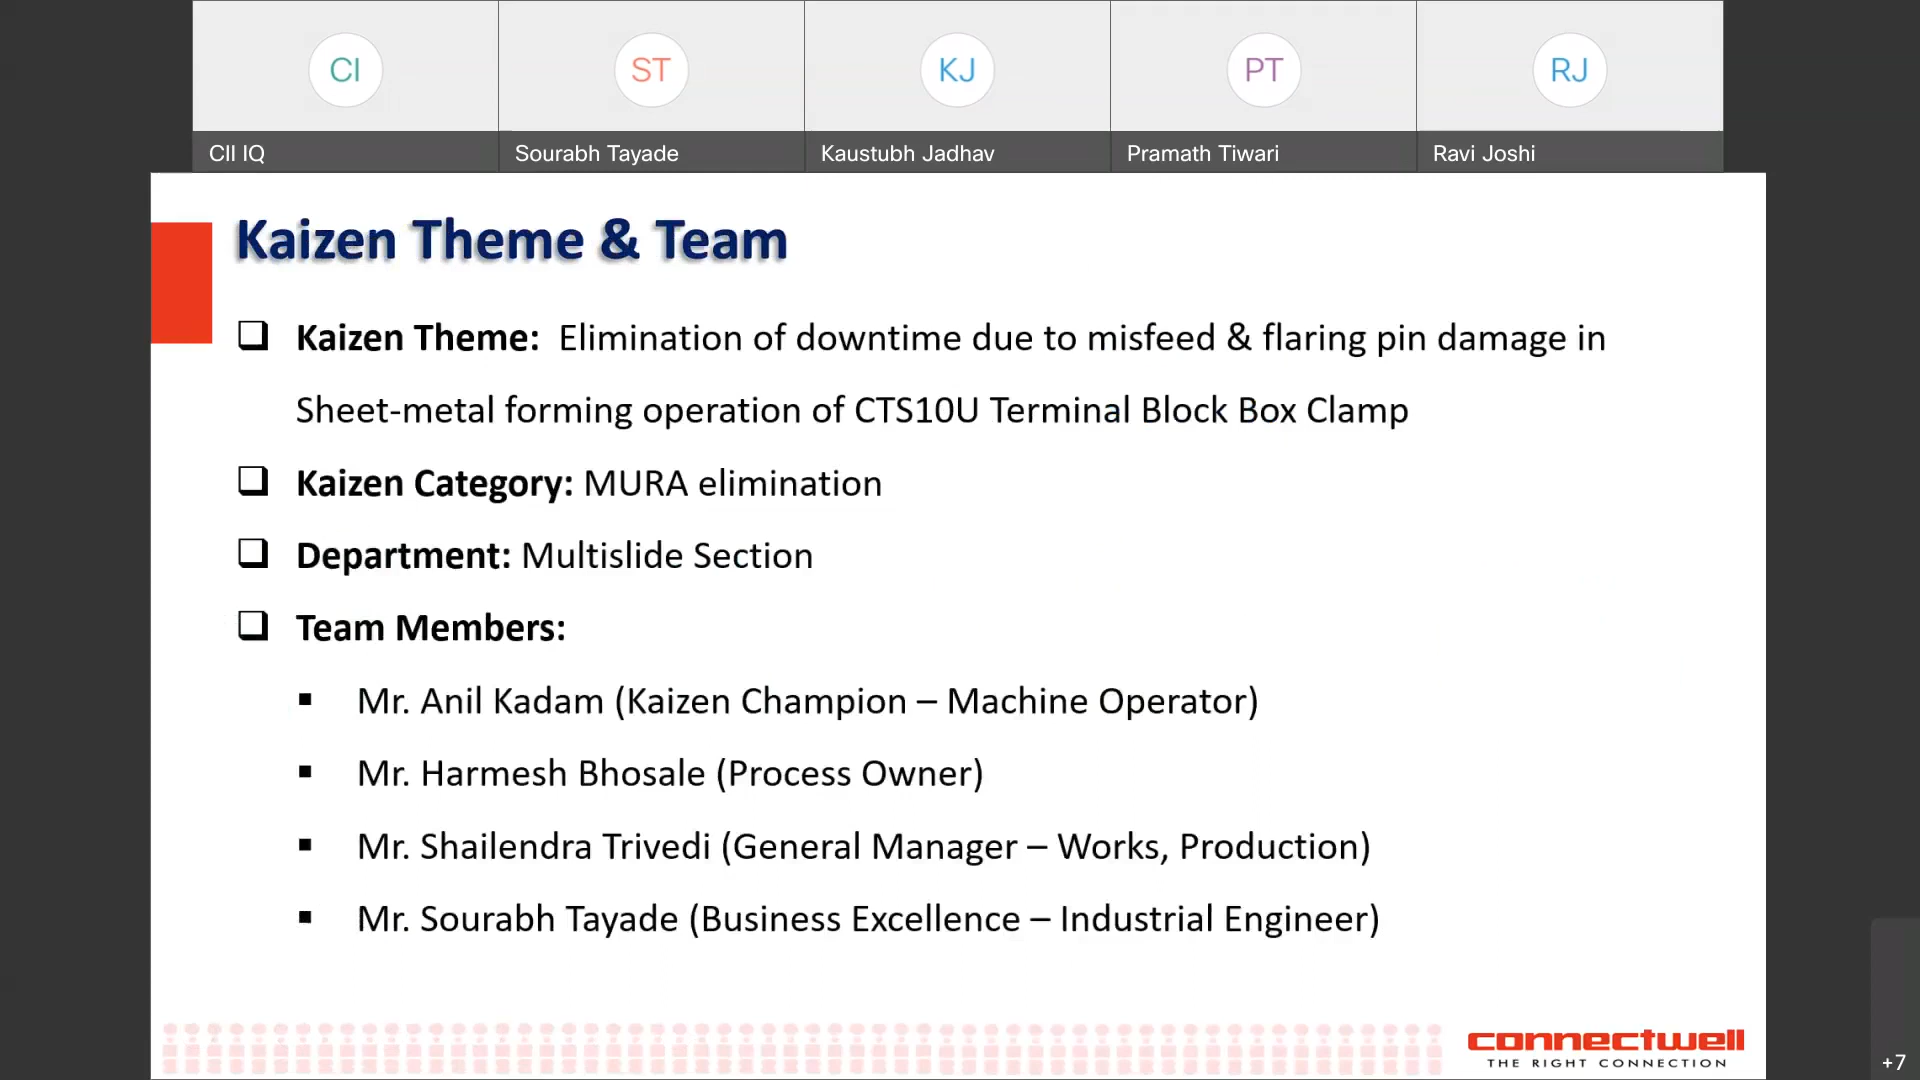 CI ST KJ PT RJ
CII IQ Sourabh Tayade Kaustubh Jadhav Pramath Tiwari Ravi Joshi
Kaizen Theme & Team
Kaizen Theme: Elimination of downtime due to misfeed & flaring pin damage in
Sheet-metal forming operation of CTS10U Terminal Block Box Clamp
Kaizen Category: MURA elimination
Department: Multislide Section
Team Members:
Mr. Anil Kadam (Kaizen Champion – Machine Operator)
Mr. Harmesh Bhosale (Process Owner)
Mr. Shailendra Trivedi (General Manager – Works, Production)
Mr. Sourabh Tayade (Business Excellence – Industrial Engineer)
connectwell
THE RIGHT CONNECTION
+7